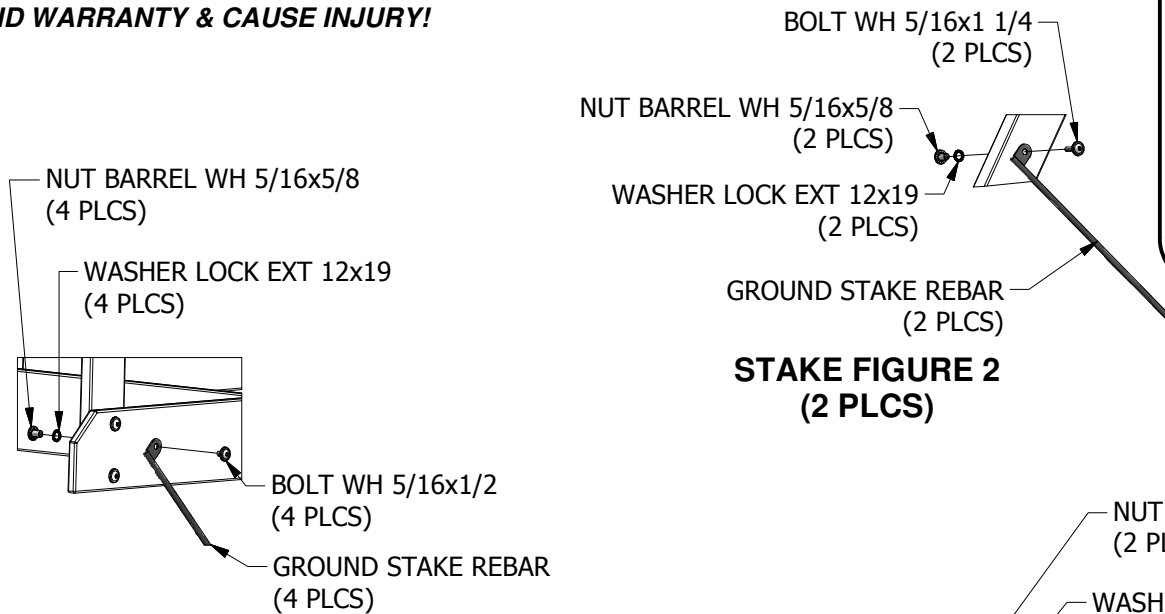 WARRANTY & CAUSE INJURY!
NUT BARREL WH 5/16x5/8
(4 PLCS)
WASHER LOCK EXT 12x19
(4 PLCS)
BOLT WH 5/16x1/2
(4 PLCS)
GROUND STAKE REBAR
(4 PLCS)
BOLT WH 5/16x1 1/4
(2 PLCS)
NUT BARREL WH 5/16x5/8
(2 PLCS)
WASHER LOCK EXT 12x19
(2 PLCS)
GROUND STAKE REBAR
(2 PLCS)
STAKE FIGURE 2
(2 PLCS)
NUT
(2